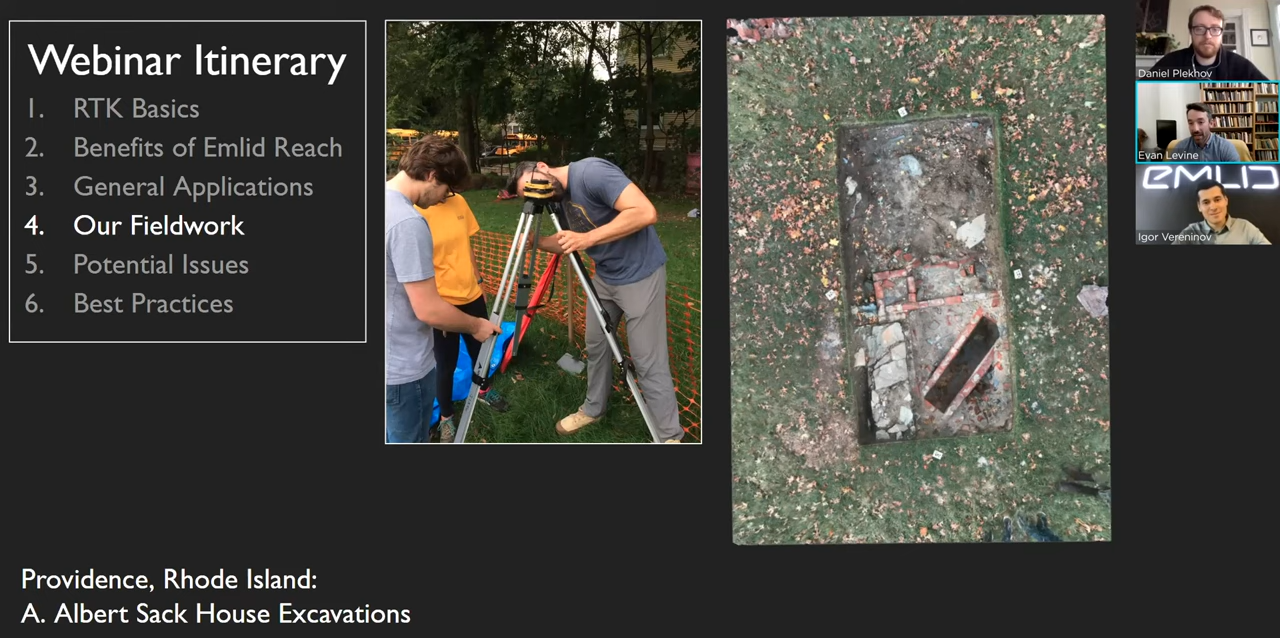 Webinar Itinerary
1. RTK Basics
2. Benefits of Emlid Reach
3. General Applications
4. Our Fieldwork
5. Potential Issues
6. Best Practices
Providence, Rhode Island:
A. Albert Sack House Excavations
Daniel Plekhov
Evan Levine
EMLID
Igor Vereninov